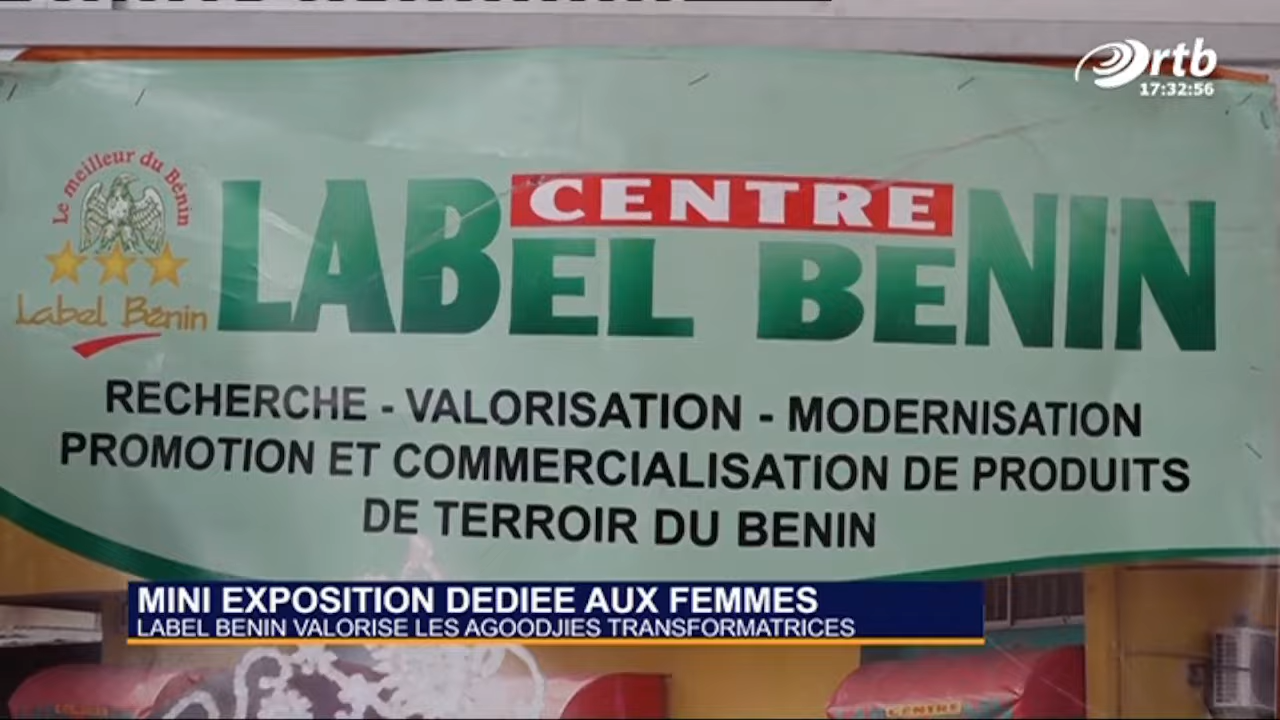 ortb
17:32:56
Le meilleur du Bénin
Label Bénin
CENTRE
LABEL BENIN
RECHERCHE - VALORISATION - MODERNISATION
PROMOTION ET COMMERCIALISATION DE PRODUITS
DE TERROIR DU BENIN
MINI EXPOSITION DEDIEE AUX FEMMES
LABEL BENIN VALORISE LES AGOODJIES TRANSFORMATRICES
CENTRE